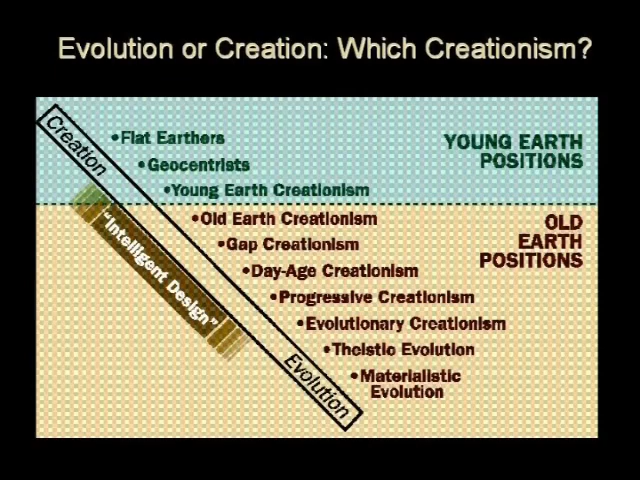 Evolution or Creation: Which Creationism?
Creation
•Flat Earthers
•Geocentrists
•Young Earth Creationism
YOUNG EARTH
POSITIONS
"Intelligent Design"
•Old Earth Creationism
•Gap Creationism
•Day-Age Creationism
•Progressive Creationism
•Evolutionary Creationism
•Theistic Evolution
•Materialistic
Evolution
OLD
EARTH
POSITIONS
Evolution